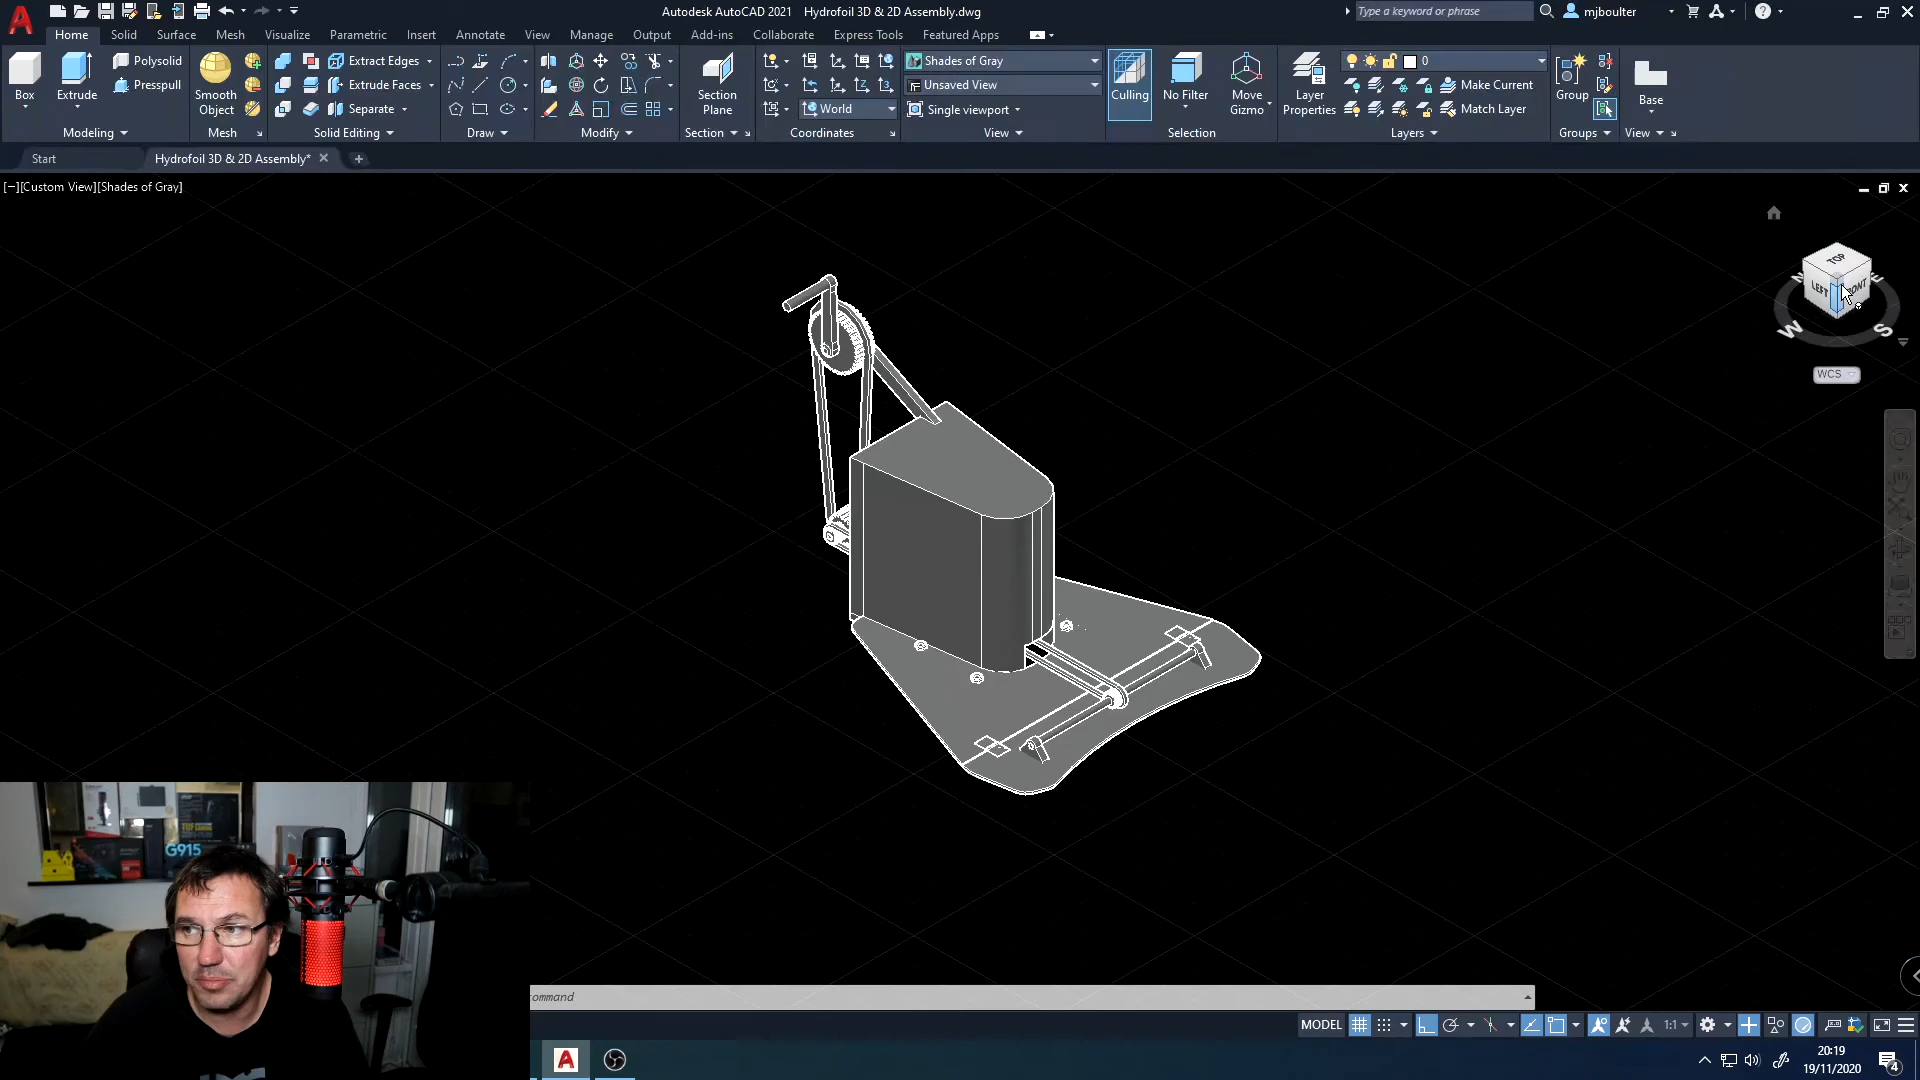 Autodesk AutoCAD 2021 Hydrofoil 3D & 2D Assembly.dwg
Type a keyword or phrase
mjboulter
Home Solid Surface Mesh Visualize Parametric Insert Annotate View Manage Output Add-ins Collaborate Express Tools Featured Apps
Box
Extrude
Polysolid
Presspull
Modeling
Smooth
Object
Mesh
Extract Edges
Extrude Faces
Separate
Solid Editing
Draw
Modify
Section
Plane
Section
World
Coordinates
Shades of Gray
Unsaved View
Single viewport
View
Culling
No Filter
Move
Gizmo
Selection
Layer
Properties
0
Make Current
Match Layer
Layers
Group
Groups
Base
View
Start
Hydrofoil 3D & 2D Assembly*
[−][Custom View][Shades of Gray]
TOP
LEFT
N
E
W
S
WCS
G915
ommand
MODEL
1:1
20:19
19/11/2020
4